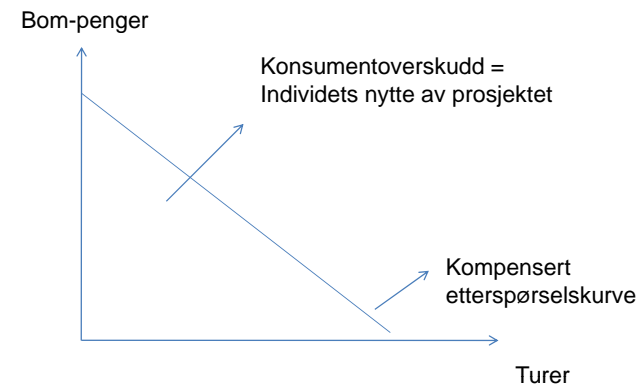 Bom-penger
Konsumentoverskudd =
Individets nytte av prosjektet
Kompensert
etterspørselskurve
Turer